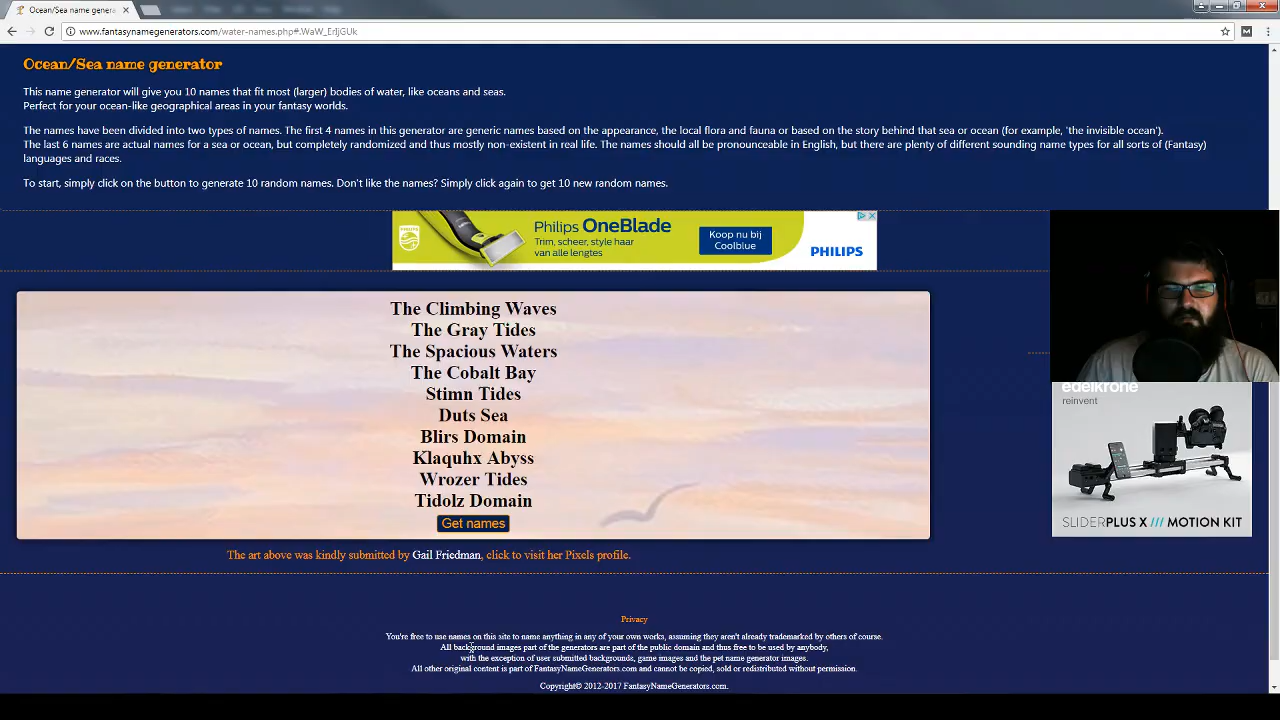 Ocean/Sea name genera
www.fantasynamegenerators.com/water-names.php#.WaW_ErljGUk
Ocean/Sea name generator
This name generator will give you 10 names that fit most (larger) bodies of water, like oceans and seas.
Perfect for your ocean-like geographical areas in your fantasy worlds.
The names have been divided into two types of names. The first 4 names in this generator are generic names based on the appearance, the local flora and fauna or based on the story behind that sea or ocean (for example, 'the invisible ocean').
The last 6 names are actual names for a sea or ocean, but completely randomized and thus mostly non-existent in real life. The names should all be pronounceable in English, but there are plenty of different sounding name types for all sorts of (Fantasy)
languages and races.
To start, simply click on the button to generate 10 random names. Don't like the names? Simply click again to get 10 new random names.
Philips OneBlade
Trim, scheer, style haar
van alle lengtes
Koop nu bij
Coolblue
PHILIPS
PHILIPS
The Climbing Waves
The Gray Tides
The Spacious Waters
The Cobalt Bay
Stimn Tides
Duts Sea
Blirs Domain
Klaquhx Abyss
Wrozer Tides
Tidolz Domain
Get names
The art above was kindly submitted by Gail Friedman, click to visit her Pixels profile.
edelkrone
reinvent
SLIDERPLUS X /// MOTION KIT
Privacy
You're free to use names on this site to name anything in any of your own works, assuming they aren't already trademarked by others of course.
All background images part of the generators are part of the public domain and thus free to be used by anybody,
with the exception of user submitted backgrounds, game images and the pet name generator images.
All other original content is part of FantasyNameGenerators.com and cannot be copied, sold or redistributed without permission.
Copyright© 2012-2017 FantasyNameGenerators.com.